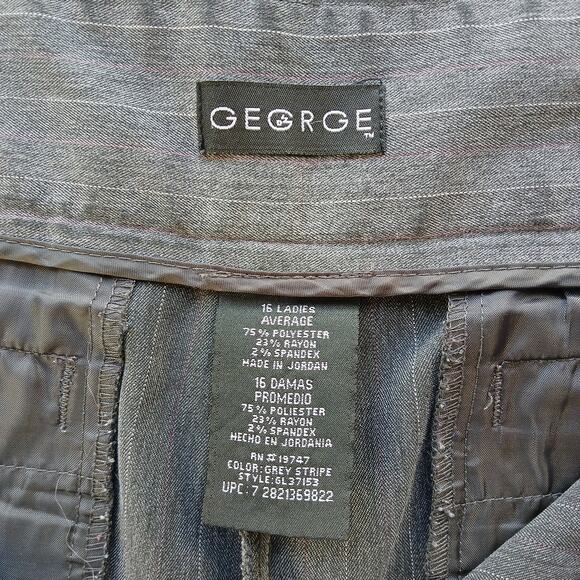 GEORGE
TM
16 LADIES
AVERAGE
75% POLYESTER
23% RAYON
2% SPANDEX
MADE IN JORDAN
16 DAMAS
PROMEDIO
75% POLIESTER
23% RAYON
2% SPANDEX
HECHO EN JORDANIA
RN#19747
COLOR:GREY STRIPE
STYLE:GL37153
UPC:7 2821369822